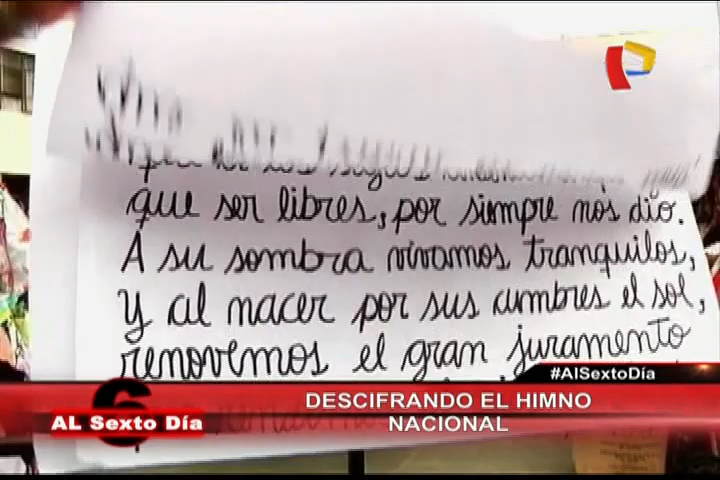 que ser libres, por siempre nos dio.
A su sombra vivamos tranquilos,
Y al nacer por sus cumbres el sol,
renovemos el gran juramento
#AlSextoDía
6
AL Sexto Día
DESCIFRANDO EL HIMNO
NACIONAL